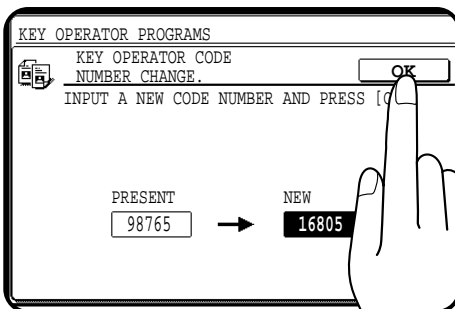 KEY OPERATOR PROGRAMS
KEY OPERATOR CODE
NUMBER CHANGE.
OK
INPUT A NEW CODE NUMBER AND PRESS
PRESENT
NEW
98765
16805